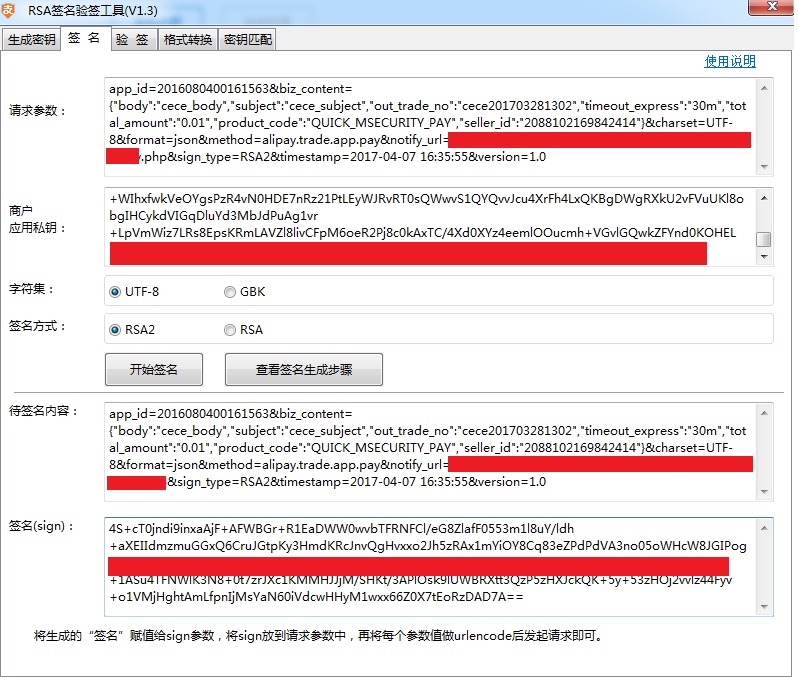 RSA签名验签工具(V1.3)
生成密钥 签 名 验 签 格式转换 密钥匹配
使用说明
请求参数：
app_id=2016080400161563&biz_content=
{"body":"cece_body","subject":"cece_subject","out_trade_no":"cece201703281302","timeout_express":"30m","tot
al_amount":"0.01","product_code":"QUICK_MSECURITY_PAY","seller_id":"2088102169842414"}&charset=UTF-
8&format=json&method=alipay.trade.app.pay&notify_url=
.php&sign_type=RSA2&timestamp=2017-04-07 16:35:55&version=1.0
商户
应用私钥：
+WIhxfwkVeOYgsPzR4vN0HDE7nRz21PtLEyWJRvRT0sQWwvS1QYQvvJcu4XrFh4LxQKBgDWgRXkU2vFVuUKl8o
bgIHCykdVIGqDluYd3MbJdPuAg1vr
+LpVmWiz7LRs8EpsKRmLAVZl8livCFpM6oeR2Pj8c0kAxTC/4Xd0XYz4eemlOOucmh+VGvlGQwkZFYnd0KOHEL
字符集：
UTF-8 GBK
签名方式：
RSA2 RSA
开始签名 查看签名生成步骤
待签名内容：
app_id=2016080400161563&biz_content=
{"body":"cece_body","subject":"cece_subject","out_trade_no":"cece201703281302","timeout_express":"30m","tot
al_amount":"0.01","product_code":"QUICK_MSECURITY_PAY","seller_id":"2088102169842414"}&charset=UTF-
8&format=json&method=alipay.trade.app.pay&notify_url=
&sign_type=RSA2&timestamp=2017-04-07 16:35:55&version=1.0
签名(sign)：
4S+cT0jndi9inxaAjF+AFWBGr+R1EaDWW0wvbTFRNFCl/eG8ZlafF0553m1l8uY/ldh
+aXEIIdmzmuGGxQ6CruJGtpKy3HmdKRcJnvQgHvxxo2Jh5zRAx1mYiOY8Cq83eZPdPdVA3no05oWHcW8JGIPog
+1ASu4TFNWlK3N8+0t7zrJXc1KMMHJJjM/SHKt/3APlOsk9lUWBRXtt3QzP5zHXJckQK+5y+53zHOj2vvlz44Fyv
+o1VMjHghtAmLfpnIjMsYaN60iVdcwHHyM1wxx66Z0X7tEoRzDAD7A==
将生成的“签名”赋值给sign参数，将sign放到请求参数中，再将每个参数值做urlencode后发起请求即可。